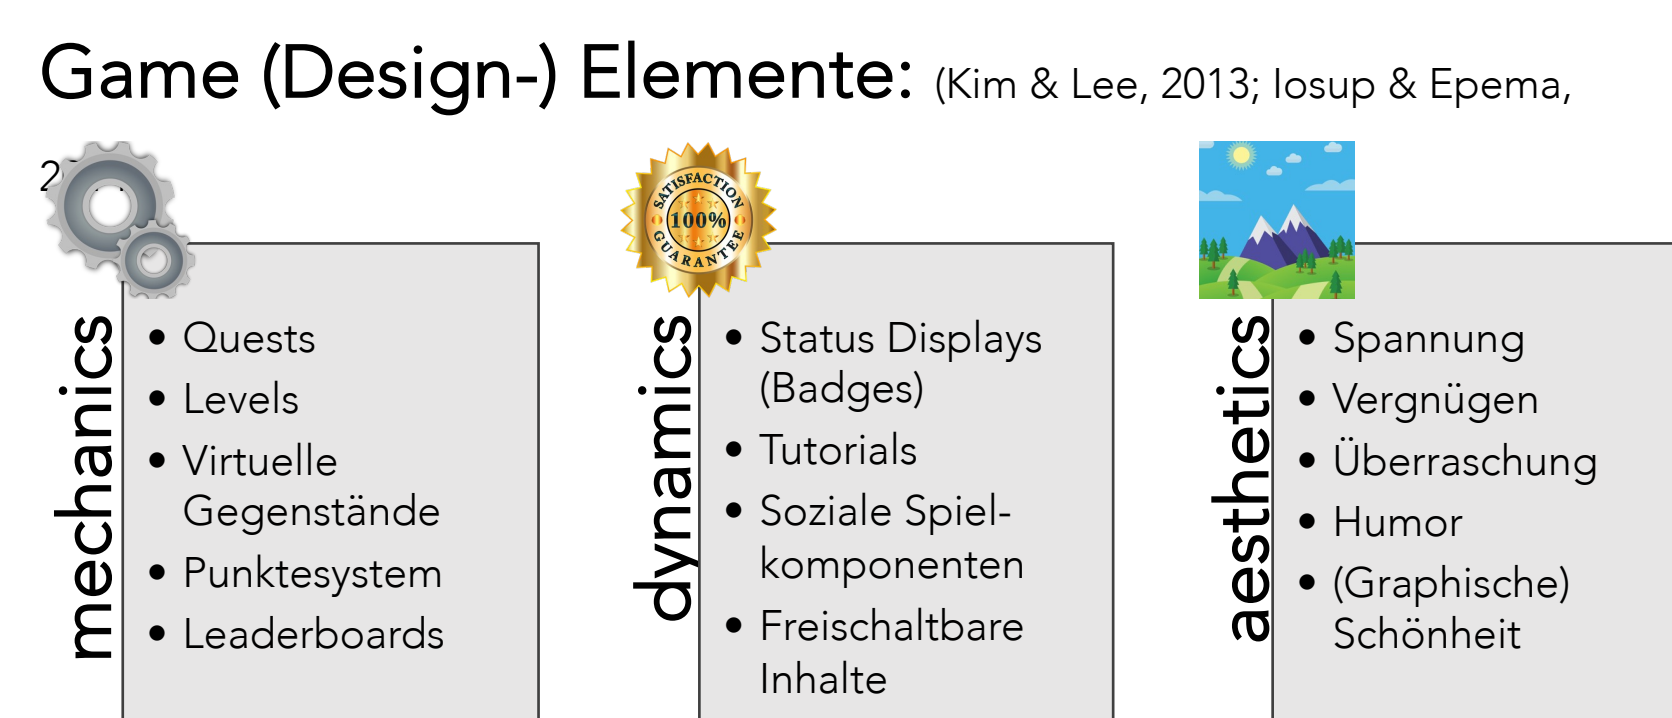 Game (Design-) Elemente: (Kim & Lee, 2013; Iosup & Epema,
SATISFACTION
100%
GUARANTEE
mechanics
• Quests
• Levels
• Virtuelle
Gegenstände
• Punktesystem
• Leaderboards
dynamics
• Status Displays
(Badges)
• Tutorials
• Soziale Spiel-
komponenten
• Freischaltbare
Inhalte
aesthetics
• Spannung
• Vergnügen
• Überraschung
• Humor
• (Graphische)
Schönheit